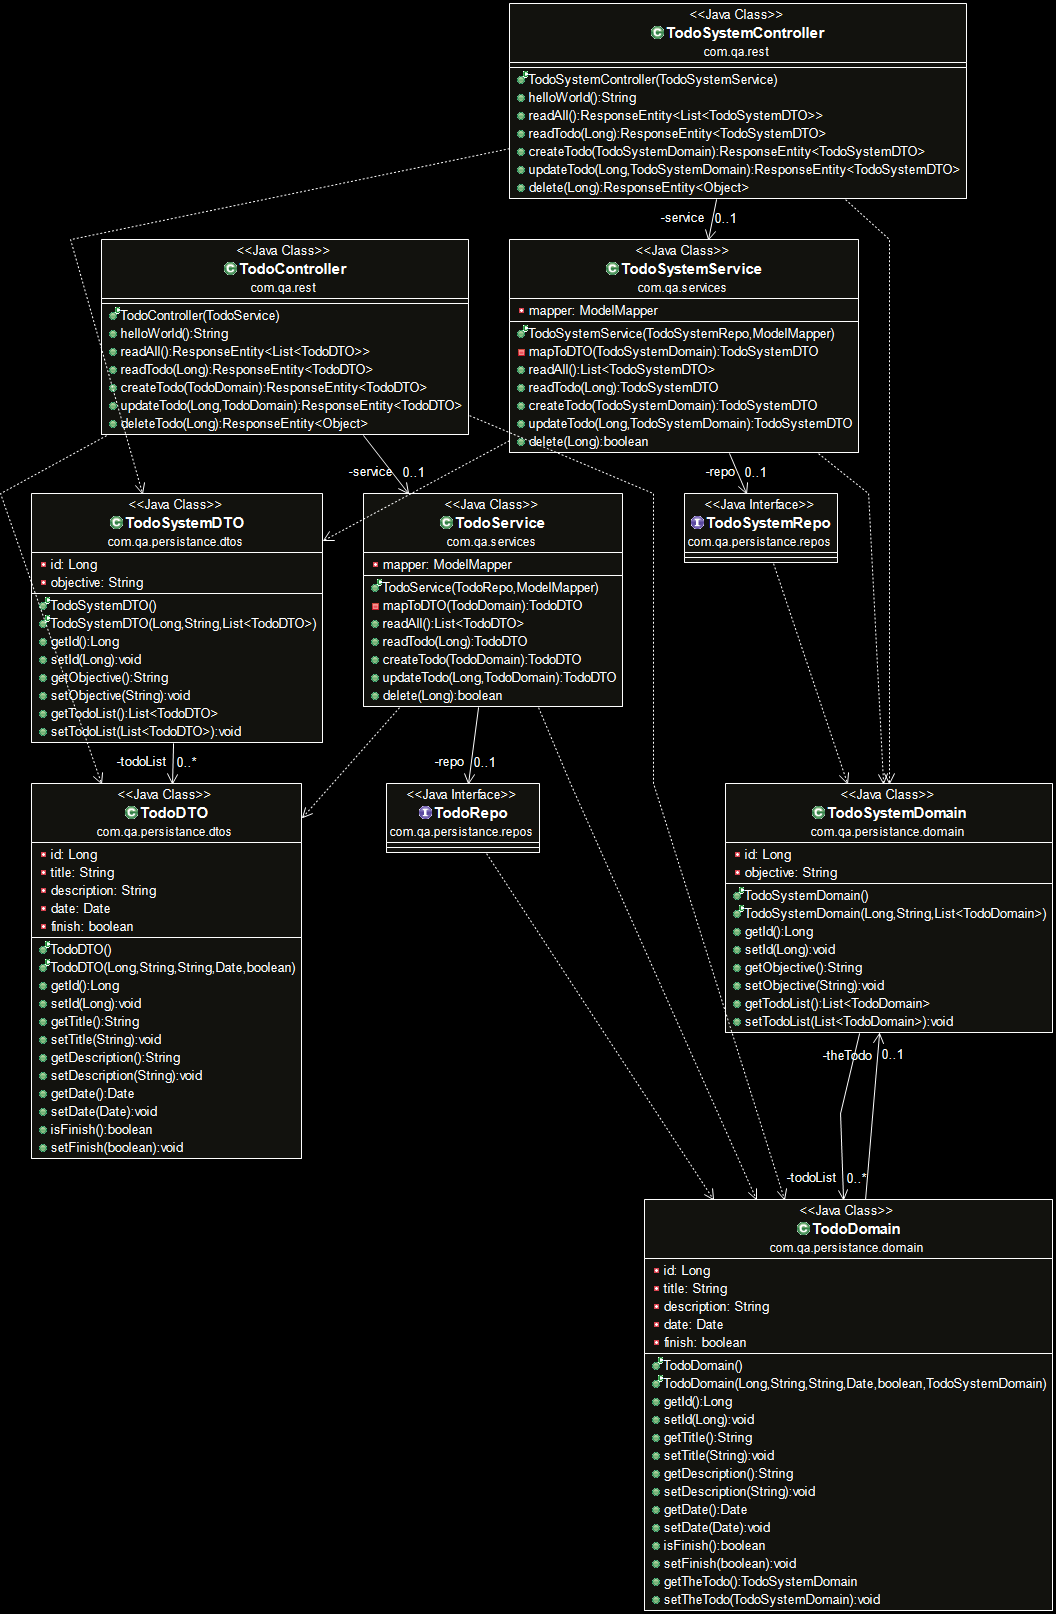 <<Java Class>>
TodoSystemController
com.qa.rest
TodoSystemController(TodoSystemService)
helloWorld():String
readAll():ResponseEntity<List<TodoSystemDTO>>
readTodo(Long):ResponseEntity<TodoSystemDTO>
createTodo(TodoSystemDomain):ResponseEntity<TodoSystemDTO>
updateTodo(Long,TodoSystemDomain):ResponseEntity<TodoSystemDTO>
delete(Long):ResponseEntity<Object>
-service 0..1
<<Java Class>>
TodoController
com.qa.rest
TodoController(TodoService)
helloWorld():String
readAll():ResponseEntity<List<TodoDTO>>
readTodo(Long):ResponseEntity<TodoDTO>
createTodo(TodoDomain):ResponseEntity<TodoDTO>
updateTodo(Long,TodoDomain):ResponseEntity<TodoDTO>
deleteTodo(Long):ResponseEntity<Object>
<<Java Class>>
TodoSystemService
com.qa.services
mapper: ModelMapper
TodoSystemService(TodoSystemRepo,ModelMapper)
mapToDTO(TodoSystemDomain):TodoSystemDTO
readAll():List<TodoSystemDTO>
readTodo(Long):TodoSystemDTO
createTodo(TodoSystemDomain):TodoSystemDTO
updateTodo(Long,TodoSystemDomain):TodoSystemDTO
delete(Long):boolean
-service 0..1
-repo 0..1
<<Java Class>>
TodoSystemDTO
com.qa.persistance.dtos
id: Long
objective: String
TodoSystemDTO()
TodoSystemDTO(Long,String,List<TodoDTO>)
getId():Long
setId(Long):void
getObjective():String
setObjective(String):void
getTodoList():List<TodoDTO>
setTodoList(List<TodoDTO>):void
<<Java Class>>
TodoService
com.qa.services
mapper: ModelMapper
TodoService(TodoRepo,ModelMapper)
mapToDTO(TodoDomain):TodoDTO
readAll():List<TodoDTO>
readTodo(Long):TodoDTO
createTodo(TodoDomain):TodoDTO
updateTodo(Long,TodoDomain):TodoDTO
delete(Long):boolean
<<Java Interface>>
TodoSystemRepo
com.qa.persistance.repos
-todoList 0..*
-repo 0..1
<<Java Class>>
TodoDTO
com.qa.persistance.dtos
id: Long
title: String
description: String
date: Date
finish: boolean
TodoDTO()
TodoDTO(Long,String,String,Date,boolean)
getId():Long
setId(Long):void
getTitle():String
setTitle(String):void
getDescription():String
setDescription(String):void
getDate():Date
setDate(Date):void
isFinish():boolean
setFinish(boolean):void
<<Java Interface>>
TodoRepo
com.qa.persistance.repos
<<Java Class>>
TodoSystemDomain
com.qa.persistance.domain
id: Long
objective: String
TodoSystemDomain()
TodoSystemDomain(Long,String,List<TodoDomain>)
getId():Long
setId(Long):void
getObjective():String
setObjective(String):void
getTodoList():List<TodoDomain>
setTodoList(List<TodoDomain>):void
-theTodo 0..1
-todoList 0..*
<<Java Class>>
TodoDomain
com.qa.persistance.domain
id: Long
title: String
description: String
date: Date
finish: boolean
TodoDomain()
TodoDomain(Long,String,String,Date,boolean,TodoSystemDomain)
getId():Long
setId(Long):void
getTitle():String
setTitle(String):void
getDescription():String
setDescription(String):void
getDate():Date
setDate(Date):void
isFinish():boolean
setFinish(boolean):void
getTheTodo():TodoSystemDomain
setTheTodo(TodoSystemDomain):void